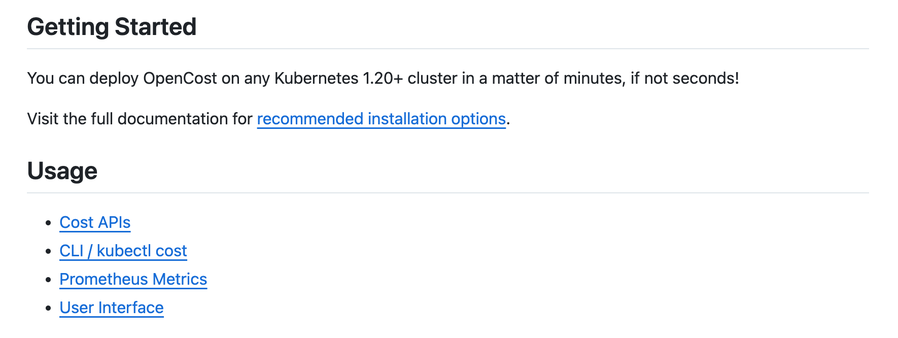 Getting Started
You can deploy OpenCost on any Kubernetes 1.20+ cluster in a matter of minutes, if not seconds!
Visit the full documentation for recommended installation options.
Usage
• Cost APIs
• CLI / kubectl cost
• Prometheus Metrics
• User Interface